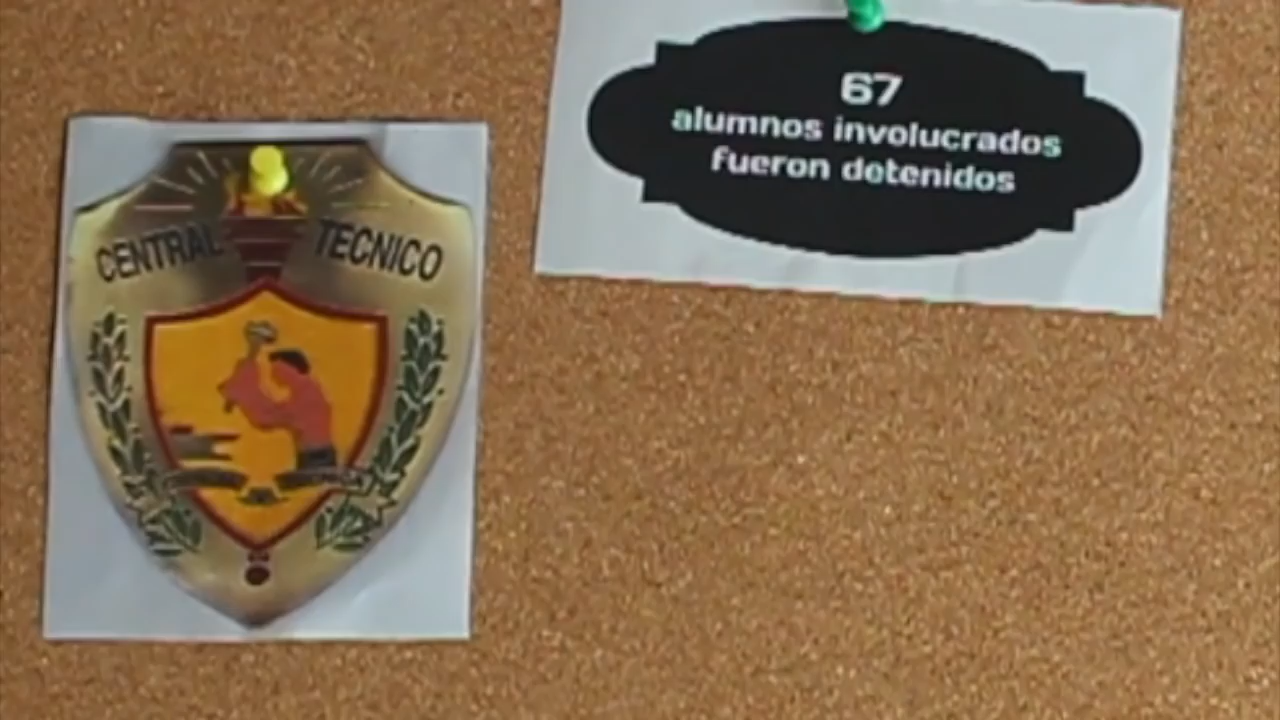 CENTRAL TECNICO
67
alumnos involucrados
fueron detenidos